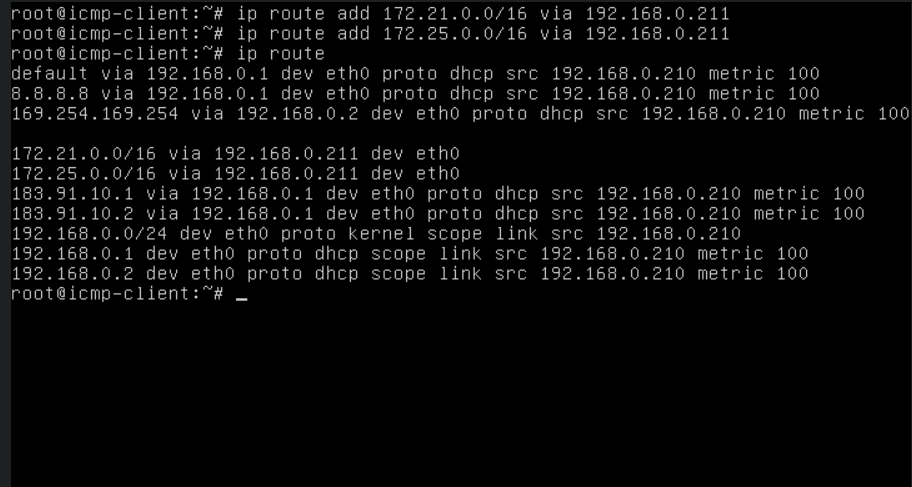 root@icmp-client:~# ip route add 172.21.0.0/16 via 192.168.0.211
root@icmp-client:~# ip route add 172.25.0.0/16 via 192.168.0.211
root@icmp-client:~# ip route
default via 192.168.0.1 dev eth0 proto dhcp src 192.168.0.210 metric 100
8.8.8.8 via 192.168.0.1 dev eth0 proto dhcp src 192.168.0.210 metric 100
169.254.169.254 via 192.168.0.2 dev eth0 proto dhcp src 192.168.0.210 metric 100
172.21.0.0/16 via 192.168.0.211 dev eth0
172.25.0.0/16 via 192.168.0.211 dev eth0
183.91.10.1 via 192.168.0.1 dev eth0 proto dhcp src 192.168.0.210 metric 100
183.91.10.2 via 192.168.0.1 dev eth0 proto dhcp src 192.168.0.210 metric 100
192.168.0.0/24 dev eth0 proto kernel scope link src 192.168.0.210
192.168.0.1 dev eth0 proto dhcp scope link src 192.168.0.210 metric 100
192.168.0.2 dev eth0 proto dhcp scope link src 192.168.0.210 metric 100
root@icmp-client:~# _